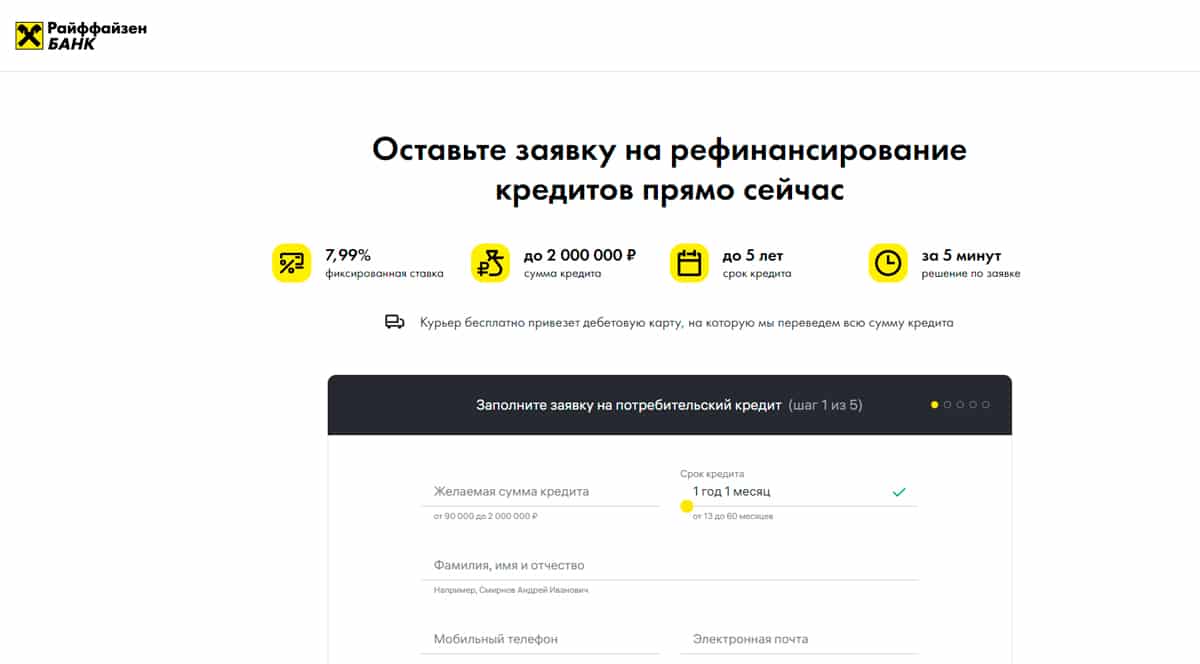 Райффайзен
БАНК
Оставьте заявку на рефинансирование
кредитов прямо сейчас
7,99%
фиксированная ставка
до 2 000 000 ₽
сумма кредита
до 5 лет
срок кредита
за 5 минут
решение по заявке
Курьер бесплатно привезет дебетовую карту, на которую мы переведем всю сумму кредита
Заполните заявку на потребительский кредит (шаг 1 из 5)
Желаемая сумма кредита
от 90 000 до 2 000 000 ₽
Срок кредита
1 год 1 месяц
от 13 до 60 месяцев
Фамилия, имя и отчество
Например, Смирнов Андрей Иванович
Мобильный телефон
Электронная почта